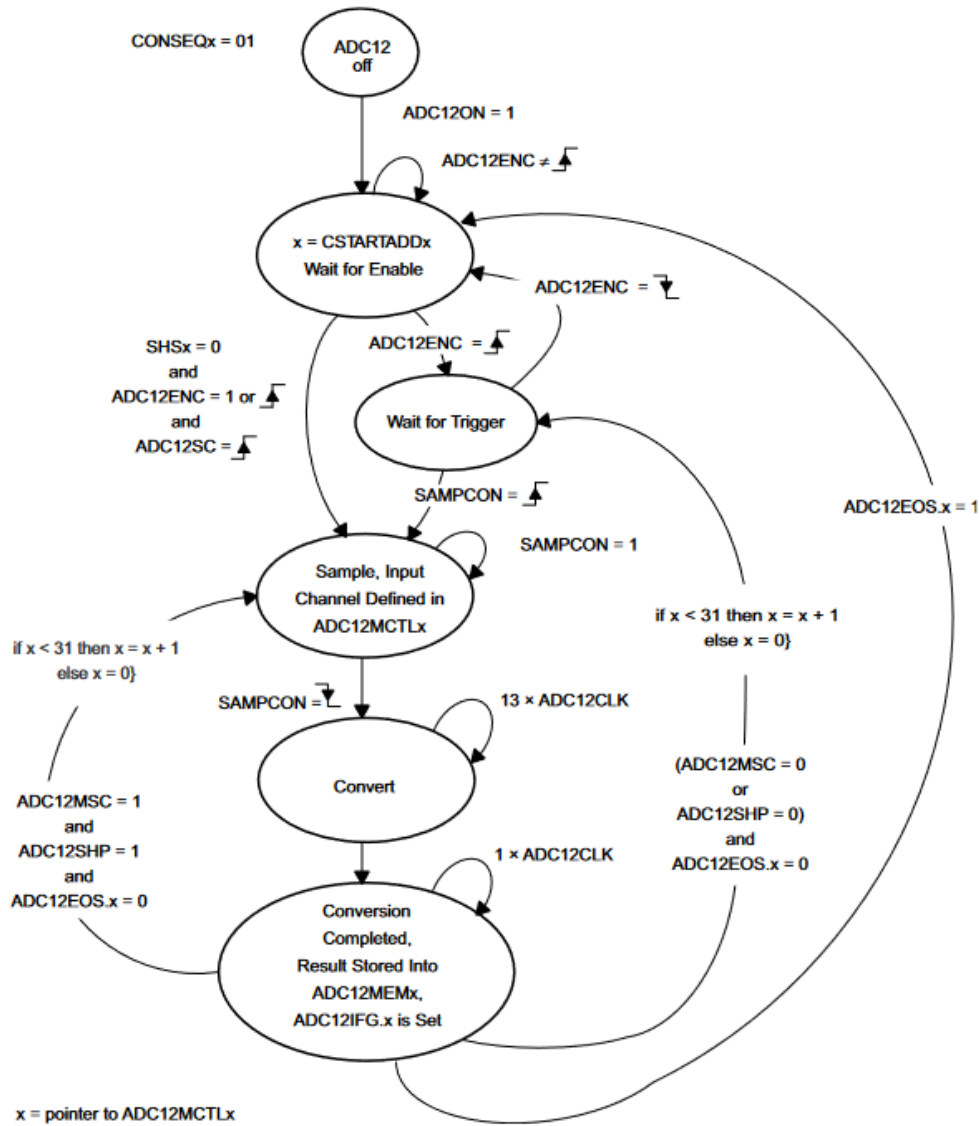 CONSEQx = 01
ADC12
off
ADC12ON = 1
ADC12ENC ≠
x = CSTARTADDx
Wait for Enable
ADC12ENC =
SHSx = 0
and
ADC12ENC = 1 or
and
ADC12SC =
ADC12ENC =
Wait for Trigger
SAMPCON =
ADC12EOS.x = 1
SAMPCON = 1
Sample, Input
Channel Defined in
ADC12MCTLx
if x < 31 then x = x + 1
else x = 0}
if x < 31 then x = x + 1
else x = 0}
SAMPCON =
13 × ADC12CLK
Convert
(ADC12MSC = 0
or
ADC12SHP = 0)
and
ADC12EOS.x = 0
ADC12MSC = 1
and
ADC12SHP = 1
and
ADC12EOS.x = 0
1 × ADC12CLK
Conversion
Completed,
Result Stored Into
ADC12MEMx,
ADC12IFG.x is Set
x = pointer to ADC12MCTLx